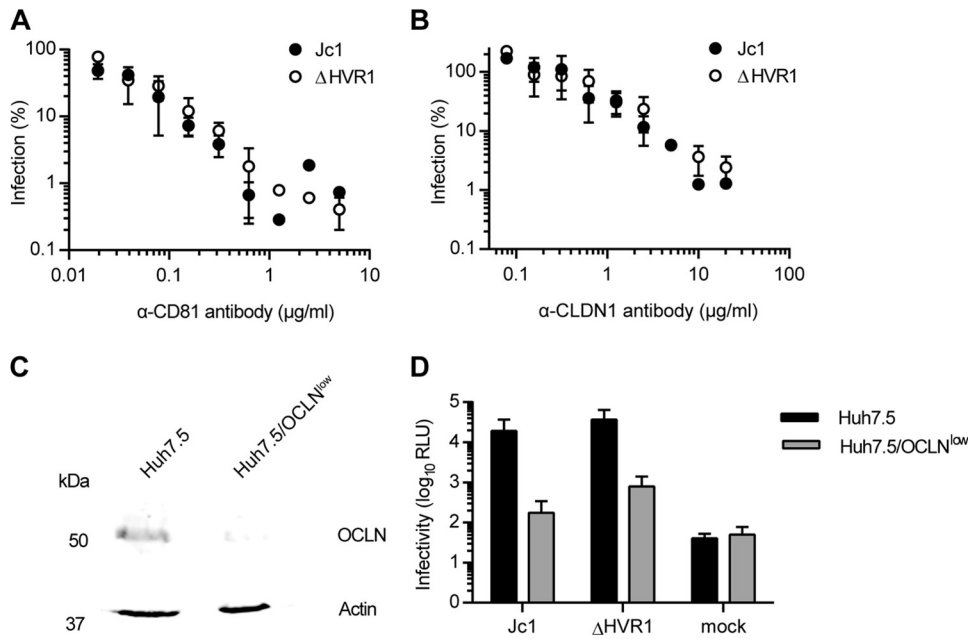 A
Infection (%)
100
10
1
0.1
0.01
0.1
1
10
α-CD81 antibody (µg/ml)
Jc1
ΔHVR1
B
Infection (%)
100
10
1
0.1
0.1
1
10
100
α-CLDN1 antibody (µg/ml)
Jc1
ΔHVR1
C
Huh7.5
Huh7.5/OCLNlow
kDa
50
OCLN
37
Actin
D
Infectivity (log10 RLU)
5
4
3
2
1
0
Jc1
ΔHVR1
mock
Huh7.5
Huh7.5/OCLNlow